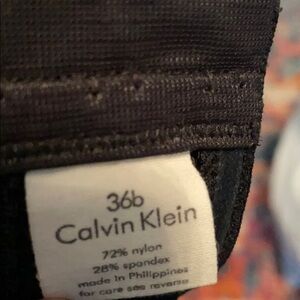 36b
Calvin Klein
72% nylon
28% spandex
made in Philippines
for care see reverse